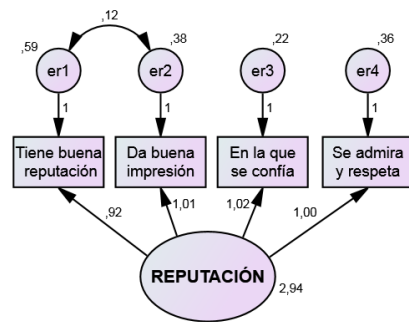 ,12
,59
,38
,22
,36
er1
er2
er3
er4
1
1
1
1
Tiene buena
reputación
Da buena
impresión
En la que
se confía
Se admira
y respeta
,92
1,01
1,02
1,00
REPUTACIÓN
2,94